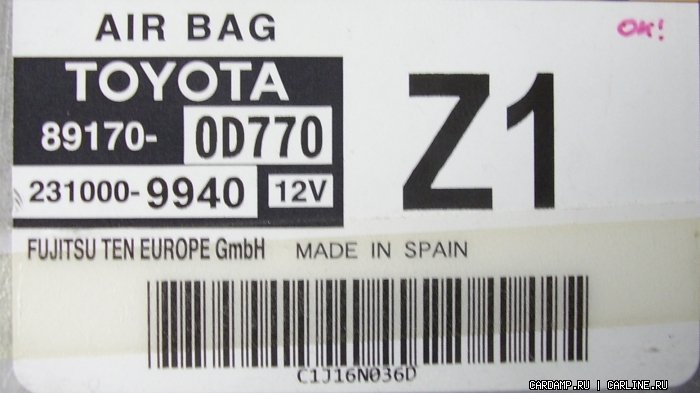 AIR BAG
OK!
TOYOTA
89170- 0D770
Z1
231000-9940 12V
FUJITSU TEN EUROPE GmbH MADE IN SPAIN
C1J16N036D
CARDAMP.RU | CARLINE.RU